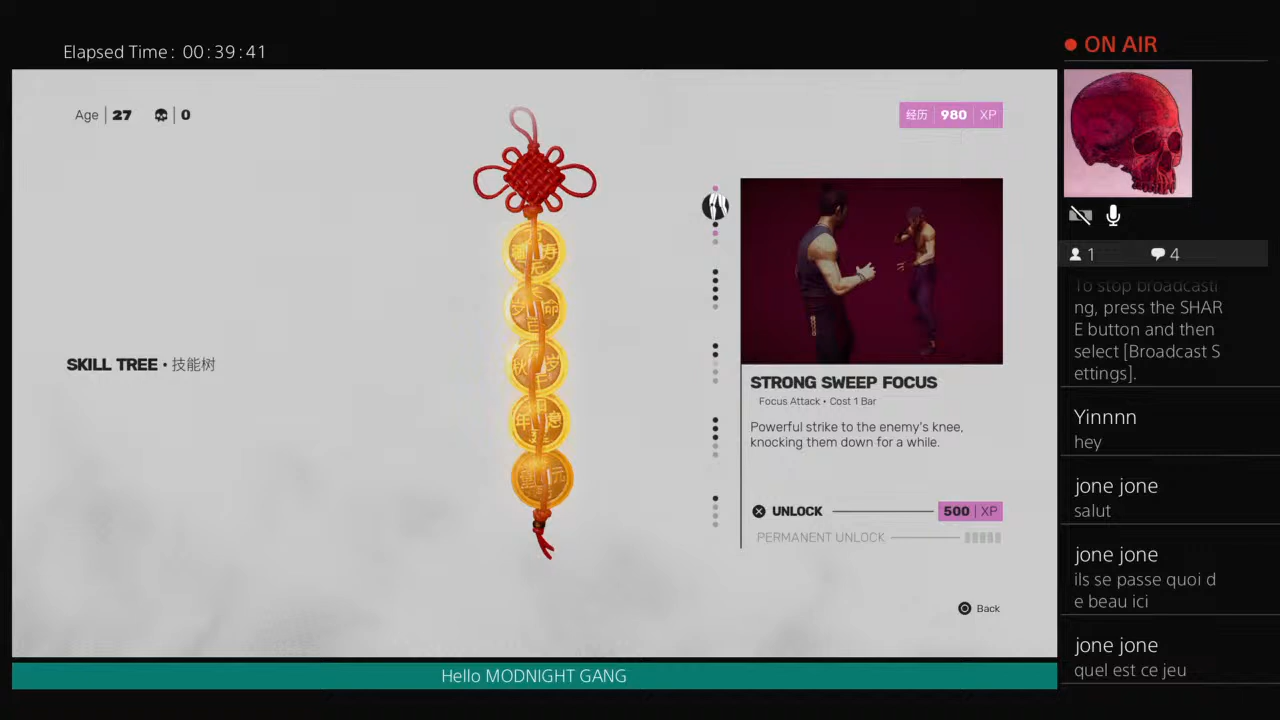 Elapsed Time: 00:39:41
ON AIR
Age 27 0
经历 980 XP
1 4
To stop broadcasti
ng, press the SHAR
E button and then
select [Broadcast S
ettings].
SKILL TREE • 技能树
STRONG SWEEP FOCUS
Focus Attack • Cost 1 Bar
Powerful strike to the enemy's knee,
knocking them down for a while.
UNLOCK 500 XP
PERMANENT UNLOCK
Back
Yinnnn
hey
jone jone
salut
jone jone
ils se passe quoi d
e beau ici
jone jone
quel est ce jeu
Hello MODNIGHT GANG